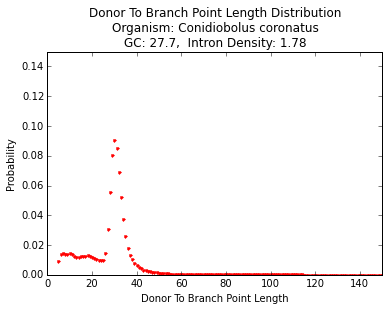 Donor To Branch Point Length Distribution
Organism: Conidiobolus coronatus
GC: 27.7,  Intron Density: 1.78
0.14
0.12
0.10
0.08
0.06
0.04
0.02
0.00
Probability
0 20 40 60 80 100 120 140
Donor To Branch Point Length